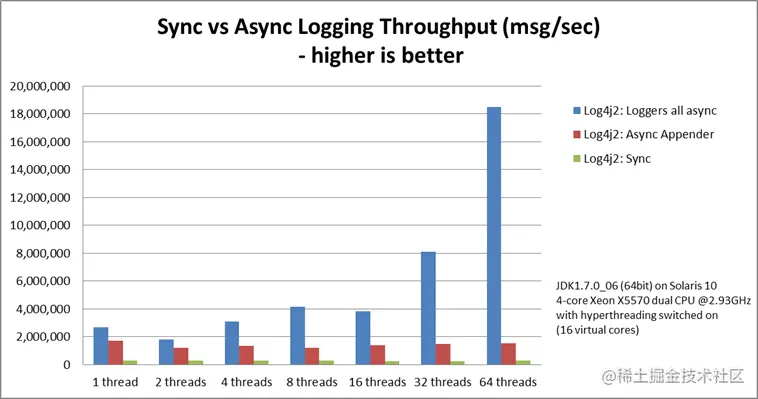 Sync vs Async Logging Throughput (msg/sec)
- higher is better
20,000,000
18,000,000
16,000,000
14,000,000
12,000,000
10,000,000
8,000,000
6,000,000
4,000,000
2,000,000
0
1 thread 2 threads 4 threads 8 threads 16 threads 32 threads 64 threads
Log4j2: Loggers all async
Log4j2: Async Appender
Log4j2: Sync
JDK1.7.0_06 (64bit) on Solaris 10
4-core Xeon X5570 dual CPU @2.93GHz
with hyperthreading switched on
(16 virtual cores)
@稀土掘金技术社区